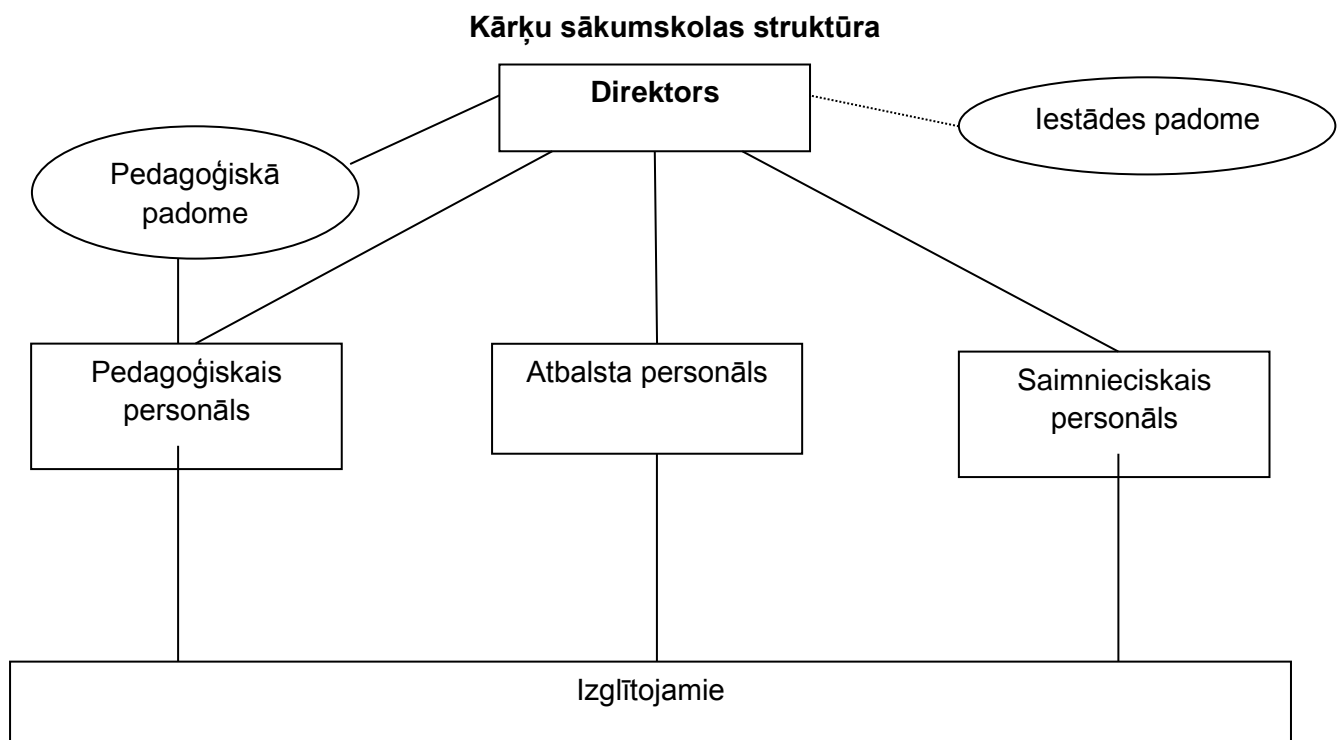 Kārķu sākumskolas struktūra
Direktors
Iestādes padome
Pedagoģiskā
padome
Pedagoģiskais
personāls
Atbalsta personāls
Saimnieciskais
personāls
Izglītojamie